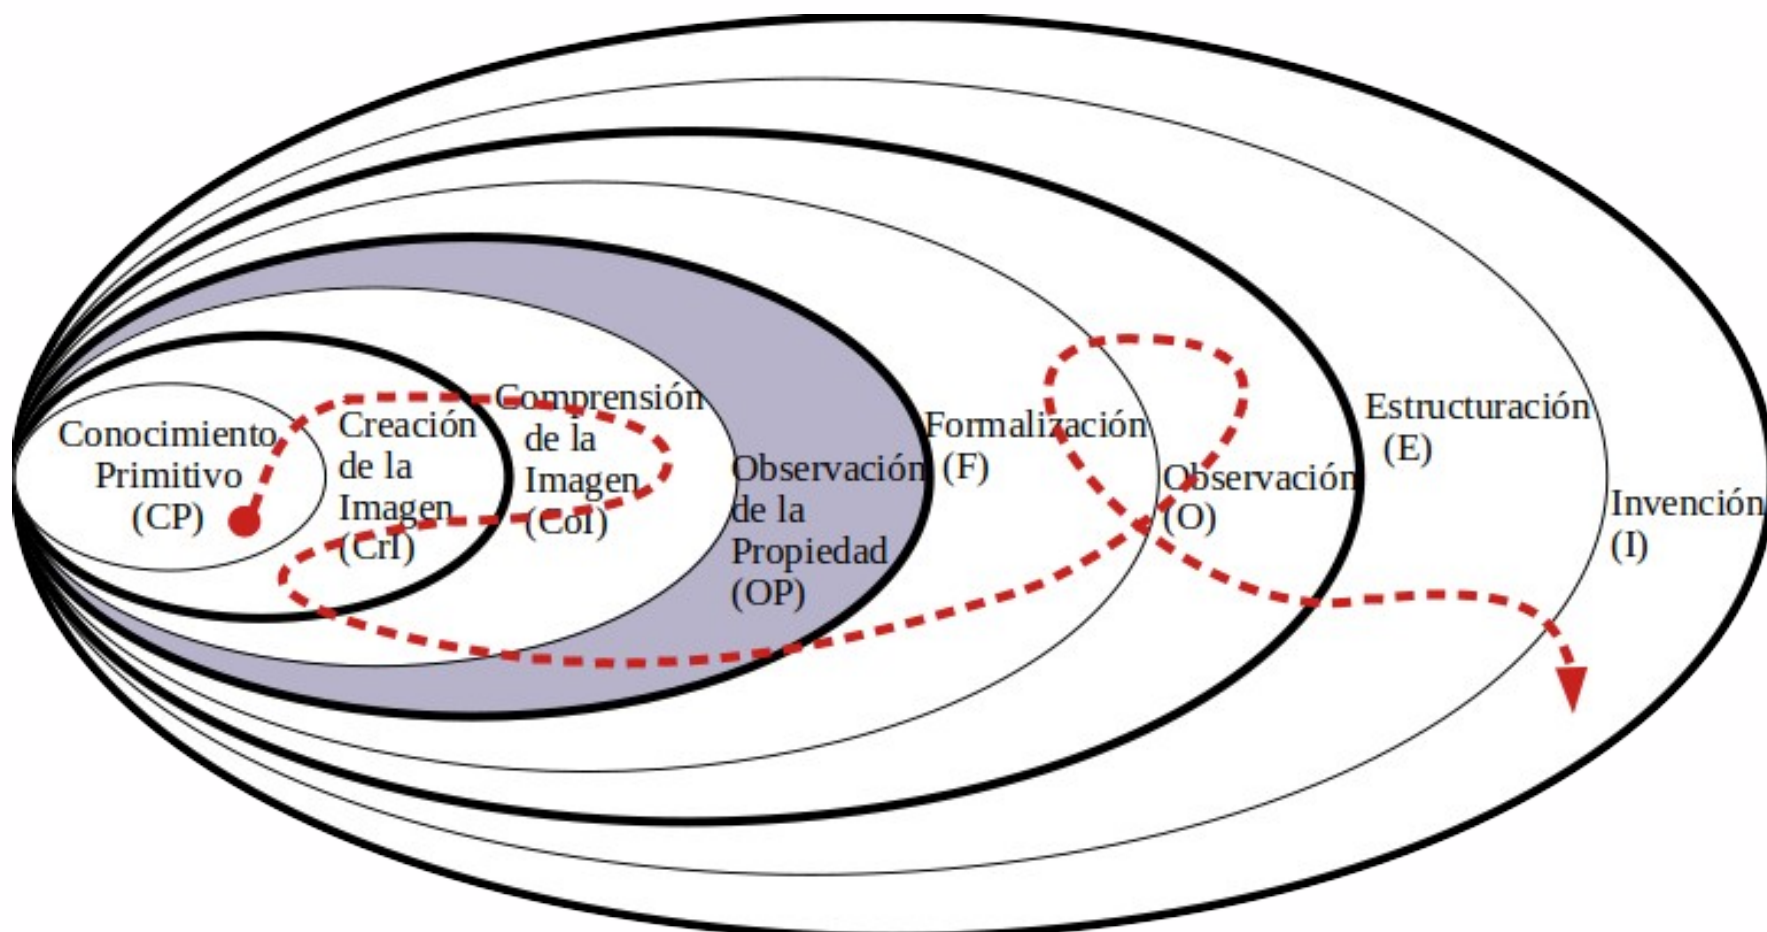 Conocimiento
Primitivo
(CP)
Creación
de la
Imagen
(CrI)
Comprensión
de la
Imagen
(CoI)
Observación
de la
Propiedad
(OP)
Formalización
(F)
Observación
(O)
Estructuración
(E)
Invención
(I)